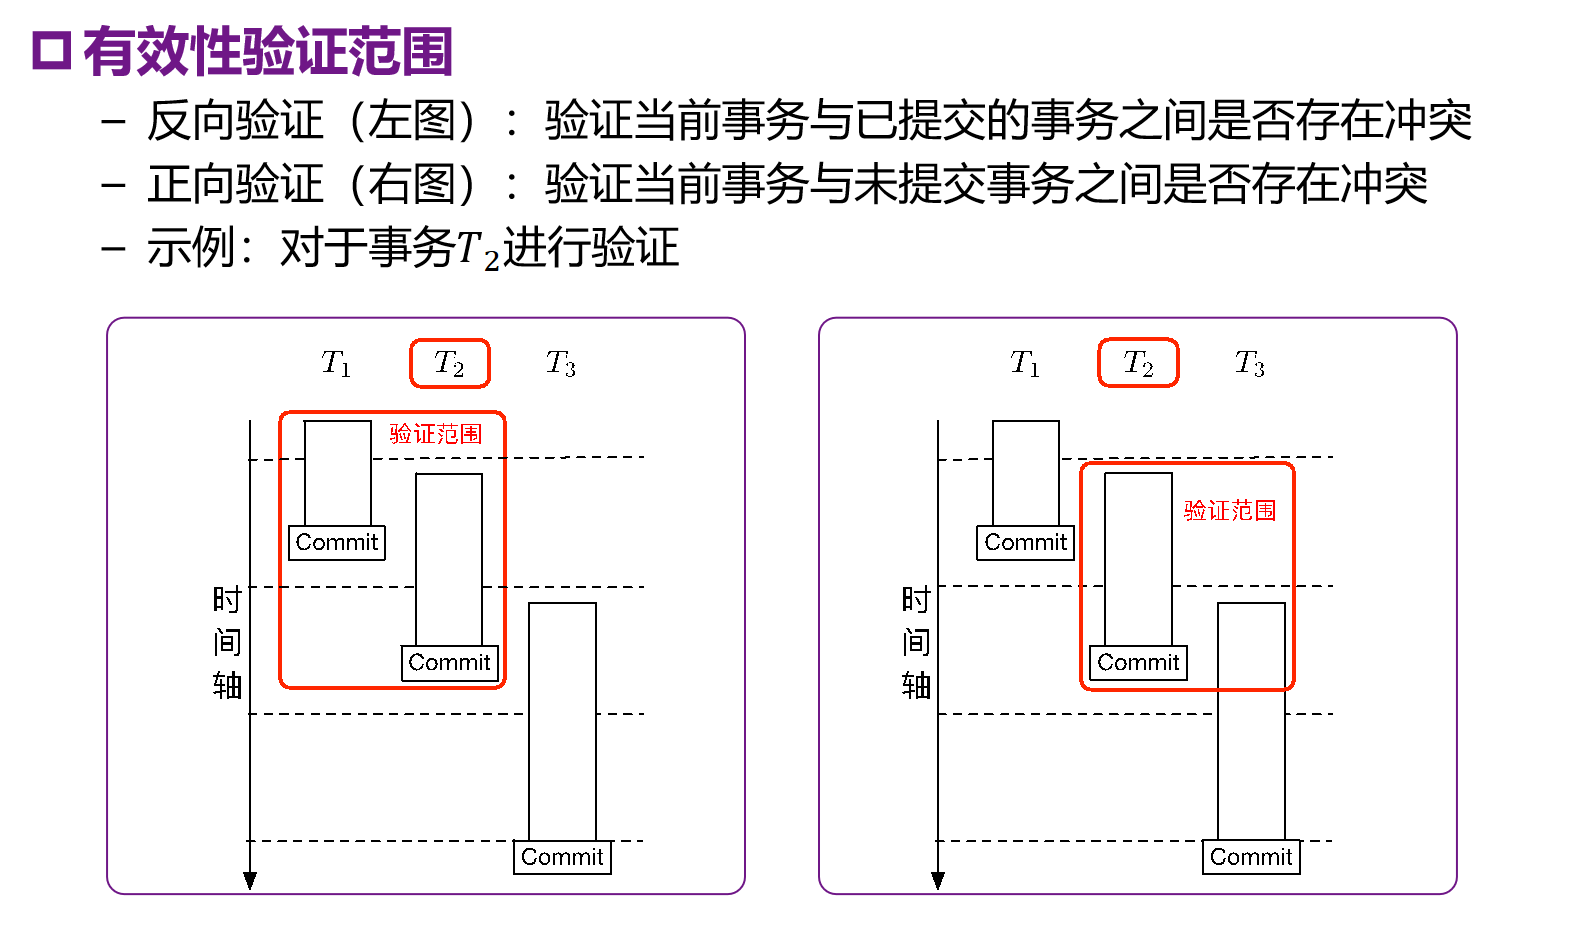 有效性验证范围
– 反向验证（左图）：验证当前事务与已提交的事务之间是否存在冲突
– 正向验证（右图）：验证当前事务与未提交事务之间是否存在冲突
– 示例：对于事务T₂进行验证
T₁ T₂ T₃
验证范围
Commit
Commit
Commit
时间轴
T₁ T₂ T₃
验证范围
Commit
Commit
Commit
时间轴